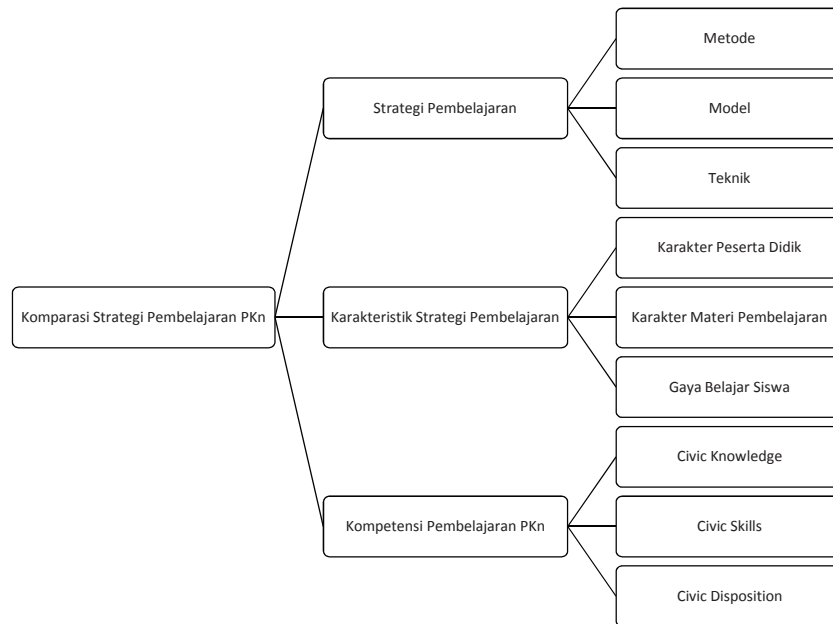 Metode
Strategi Pembelajaran
Model
Teknik
Karakter Peserta Didik
Komparasi Strategi Pembelajaran PKn
Karakteristik Strategi Pembelajaran
Karakter Materi Pembelajaran
Gaya Belajar Siswa
Civic Knowledge
Kompetensi Pembelajaran PKn
Civic Skills
Civic Disposition